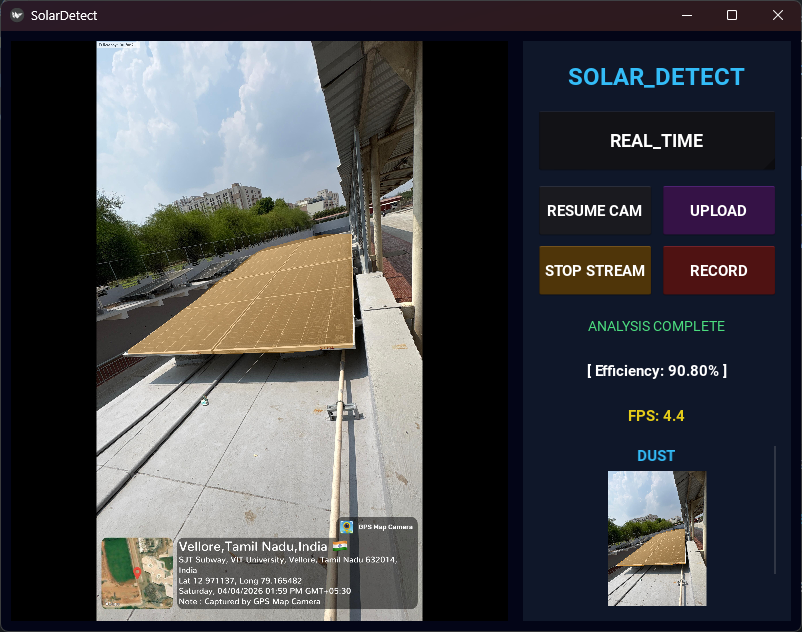 SolarDetect
SOLAR_DETECT
REAL_TIME
RESUME CAM
UPLOAD
STOP STREAM
RECORD
ANALYSIS COMPLETE
[ Efficiency: 90.80% ]
FPS: 4.4
DUST
GPS Map Camera
Vellore,Tamil Nadu,India
SJT Subway, VIT University, Vellore, Tamil Nadu 632014,
India
Lat 12.971137, Long 79.165482
Saturday, 04/04/2026 01:59 PM GMT+05:30
Note : Captured by GPS Map Camera